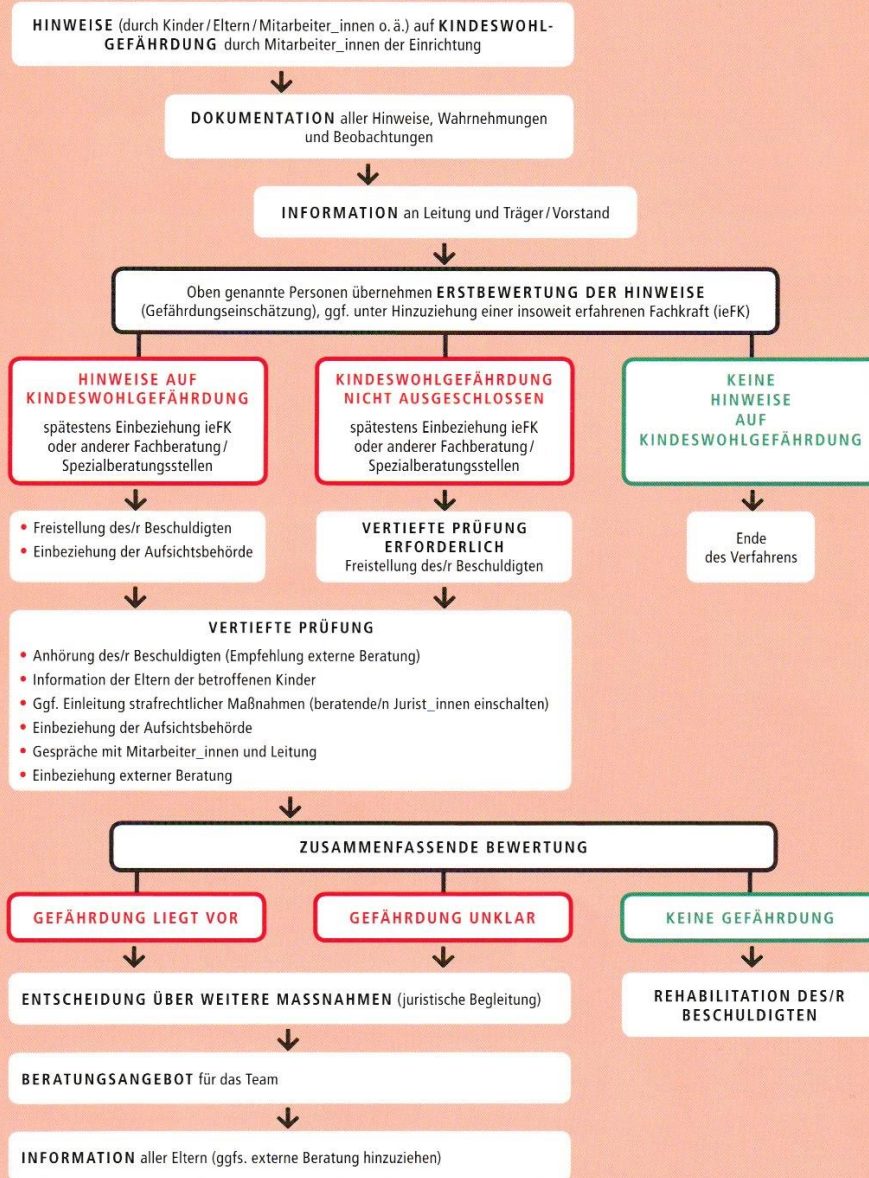 HINWEISE (durch Kinder/Eltern/Mitarbeiter_innen o.ä.) auf KINDESWOHL-
GEFÄHRDUNG durch Mitarbeiter_innen der Einrichtung
DOKUMENTATION aller Hinweise, Wahrnehmungen
und Beobachtungen
INFORMATION an Leitung und Träger/Vorstand
Oben genannte Personen übernehmen ERSTBEWERTUNG DER HINWEISE
(Gefährdungseinschätzung), ggf. unter Hinzuziehung einer insoweit erfahrenen Fachkraft (ieFK)
HINWEISE AUF
KINDESWOHLGEFÄHRDUNG
spätestens Einbeziehung ieFK
oder anderer Fachberatung/
Spezialberatungsstellen
KINDESWOHLGEFÄHRDUNG
NICHT AUSGESCHLOSSEN
spätestens Einbeziehung ieFK
oder anderer Fachberatung/
Spezialberatungsstellen
KEINE
HINWEISE
AUF
KINDESWOHLGEFÄHRDUNG
• Freistellung des/r Beschuldigten
• Einbeziehung der Aufsichtsbehörde
VERTIEFTE PRÜFUNG
ERFORDERLICH
Freistellung des/r Beschuldigten
Ende
des Verfahrens
VERTIEFTE PRÜFUNG
• Anhörung des/r Beschuldigten (Empfehlung externe Beratung)
• Information der Eltern der betroffenen Kinder
• Ggf. Einleitung strafrechtlicher Maßnahmen (beratende/n Jurist_innen einschalten)
• Einbeziehung der Aufsichtsbehörde
• Gespräche mit Mitarbeiter_innen und Leitung
• Einbeziehung externer Beratung
ZUSAMMENFASSENDE BEWERTUNG
GEFÄHRDUNG LIEGT VOR
GEFÄHRDUNG UNKLAR
KEINE GEFÄHRDUNG
ENTSCHEIDUNG ÜBER WEITERE MASSNAHMEN (juristische Begleitung)
REHABILITATION DES/R
BESCHULDIGTEN
BERATUNGSANGEBOT für das Team
INFORMATION aller Eltern (ggfs. externe Beratung hinzuziehen)